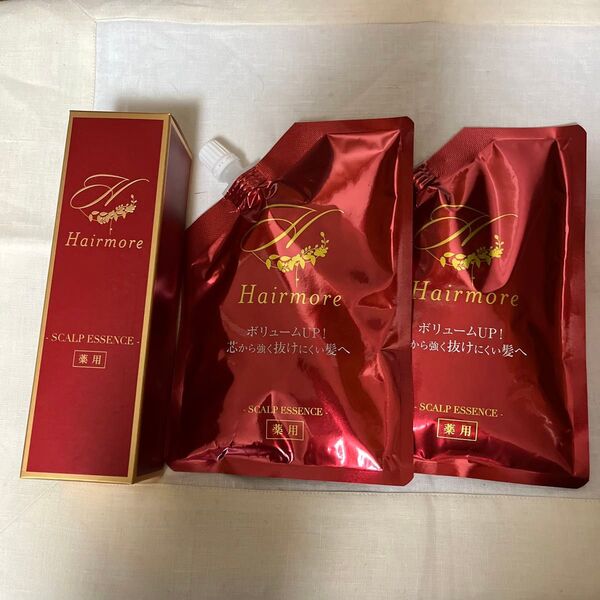 H
Hairmore
- SCALP ESSENCE -
薬用
H
Hairmore
ボリュームUP!
芯から強く抜けにくい髪へ
- SCALP ESSENCE -
薬用
H
Hairmore
ボリュームUP!
芯から強く抜けにくい髪へ
- SCALP ESSENCE -
薬用